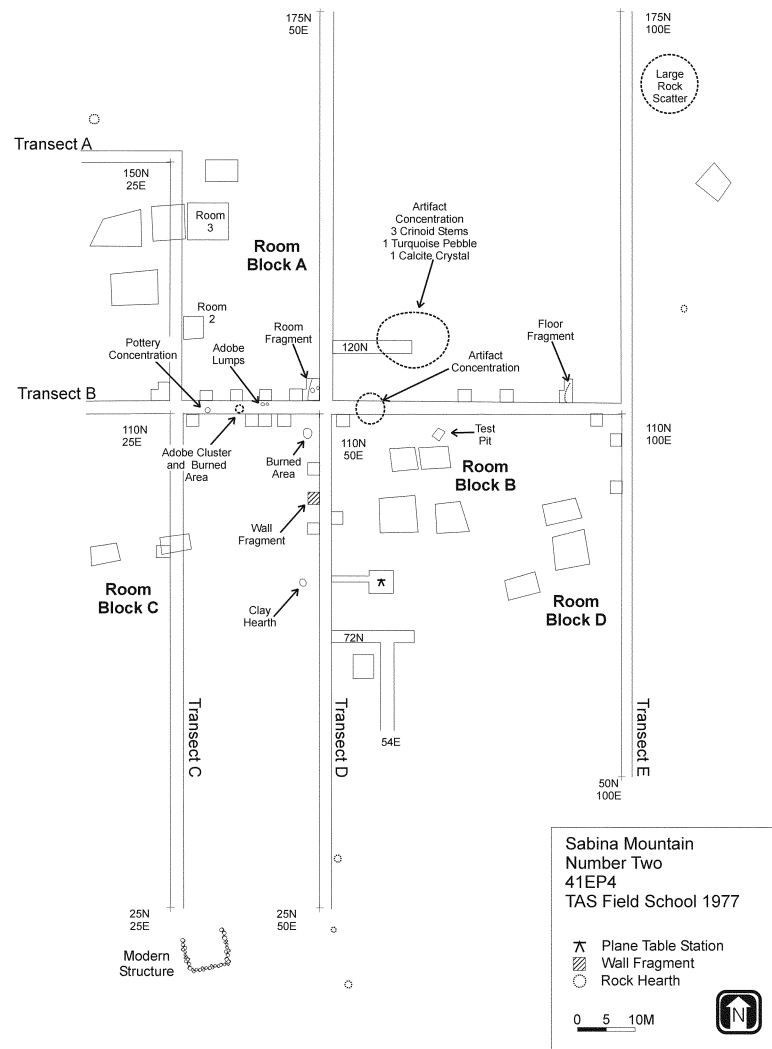 175N
50E
175N
100E
Large
Rock
Scatter
Transect A
150N
25E
Room
3
Artifact
Concentration
3 Crinoid Stems
1 Turquoise Pebble
1 Calcite Crystal
Room
Block A
Room
2
Pottery
Concentration
Adobe
Lumps
Room
Fragment
120N
Floor
Fragment
Artifact
Concentration
Transect B
110N
25E
Adobe Cluster
and Burned
Area
Burned
Area
110N
50E
Test
Pit
110N
100E
Room
Block B
Wall
Fragment
Room
Block C
Clay
Hearth
Room
Block D
72N
Transect C
Transect D
Transect E
54E
50N
100E
25N
25E
25N
50E
Modern
Structure
Sabina Mountain
Number Two
41EP4
TAS Field School 1977
Plane Table Station
Wall Fragment
Rock Hearth
0 5 10M
N